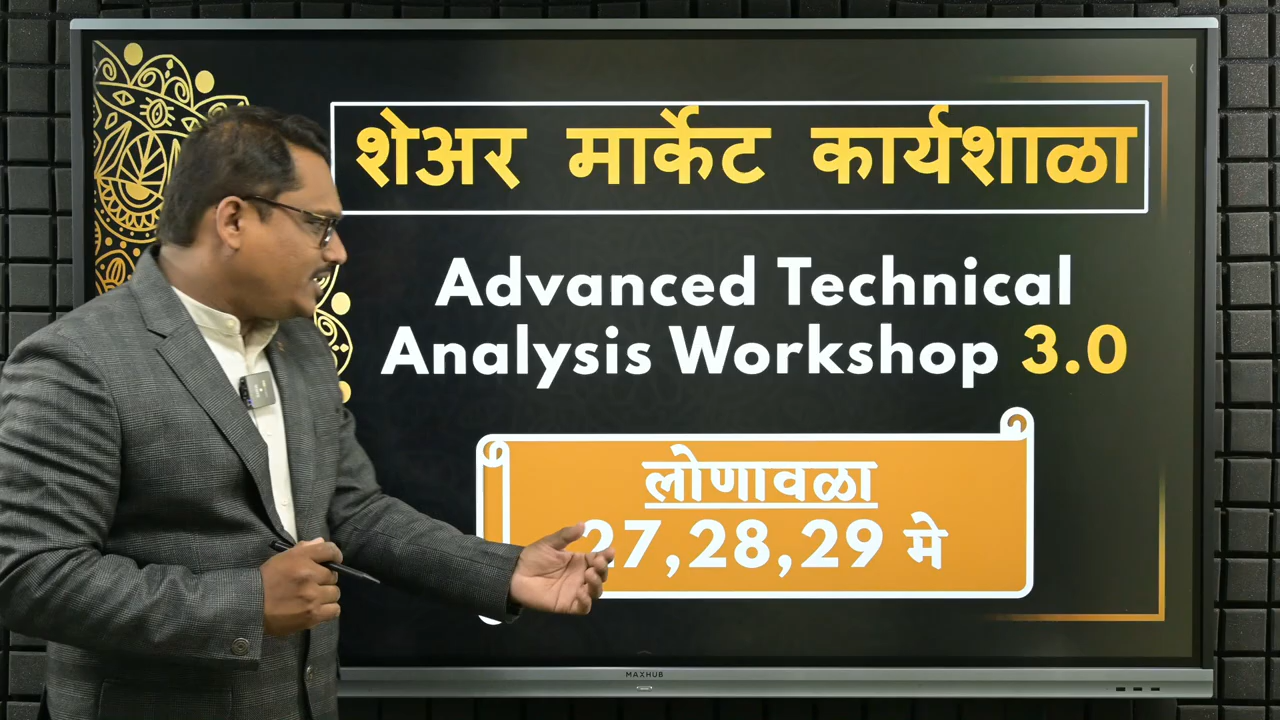 शेअर मार्केट कार्यशाळा
Advanced Technical
Analysis Workshop 3.0
लोणावळा
27,28,29 मे
MAXHUB